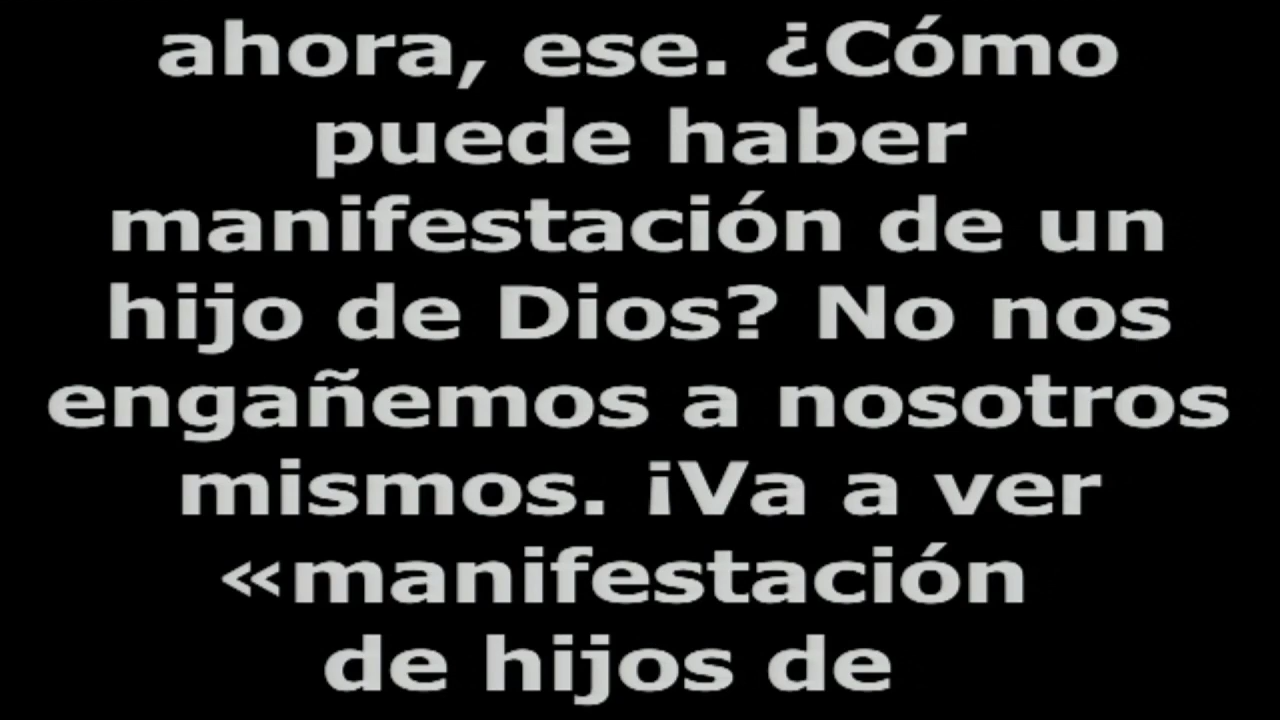 ahora, ese. ¿Cómo
puede haber
manifestación de un
hijo de Dios? No nos
engañemos a nosotros
mismos. ¡Va a ver
«manifestación
de hijos de